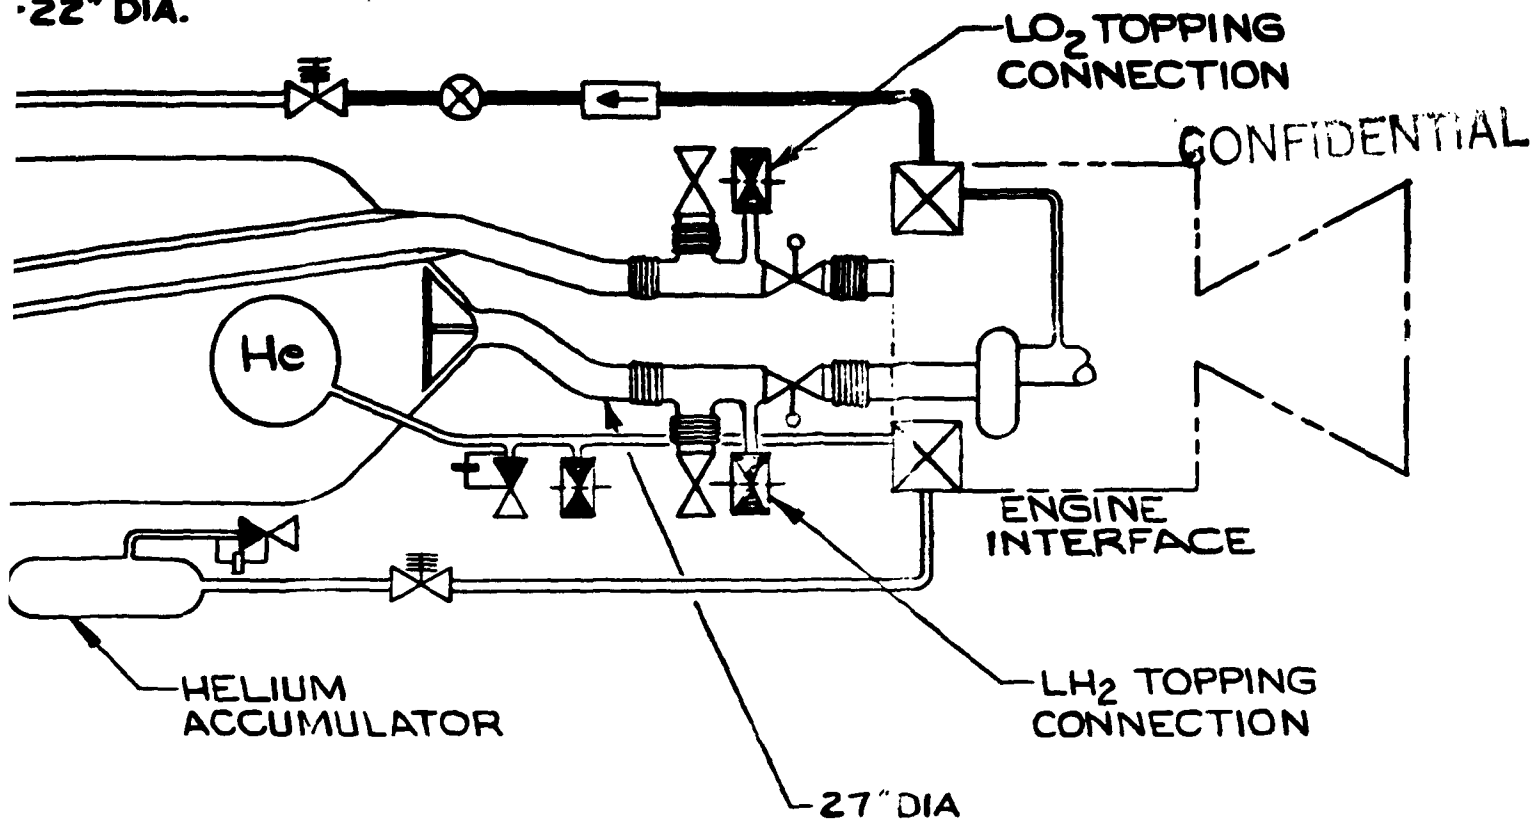 .22" DIA.
LO2 TOPPING
CONNECTION
CONFIDENTIAL
He
ENGINE
INTERFACE
HELIUM
ACCUMULATOR
LH2 TOPPING
CONNECTION
27" DIA